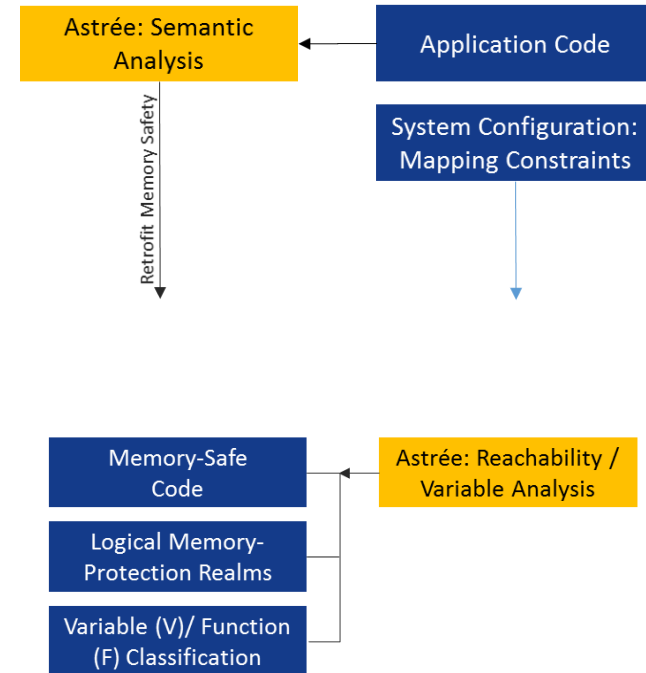 Astrée: Semantic
Analysis
Application Code
System Configuration:
Mapping Constraints
Retrofit Memory Safety
Memory-Safe
Code
Astrée: Reachability /
Variable Analysis
Logical Memory-
Protection Realms
Variable (V)/ Function
(F) Classification